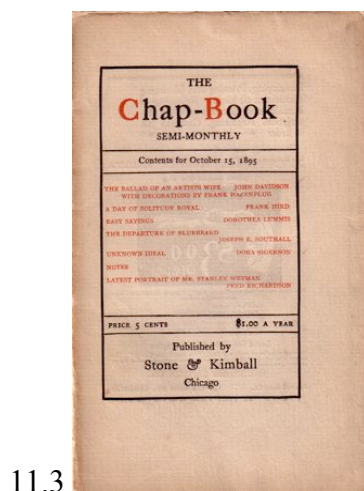 THE
Chap-Book
SEMI-MONTHLY
Contents for October 15, 1895
THE BALLAD OF AN ARTISTS WIFE JOHN DAVIDSON
WITH DECORATIONS BY FRANK HAZENPLUG
A DAY OF SOLITUDE ROYAL FRANK HIRD
EASY SAYINGS DOROTHEA LUMMIS
THE DEPARTURE OF BLUEBEARD
JOSEPH E. SOUTHALL
UNKNOWN IDEAL DORA SIGERSON
NOTES
LATEST PORTRAIT OF MR. STANLEY WEYMAN
FRED RICHARDSON
PRICE 5 CENTS $1.00 A YEAR
Published by
Stone & Kimball
Chicago
11.3